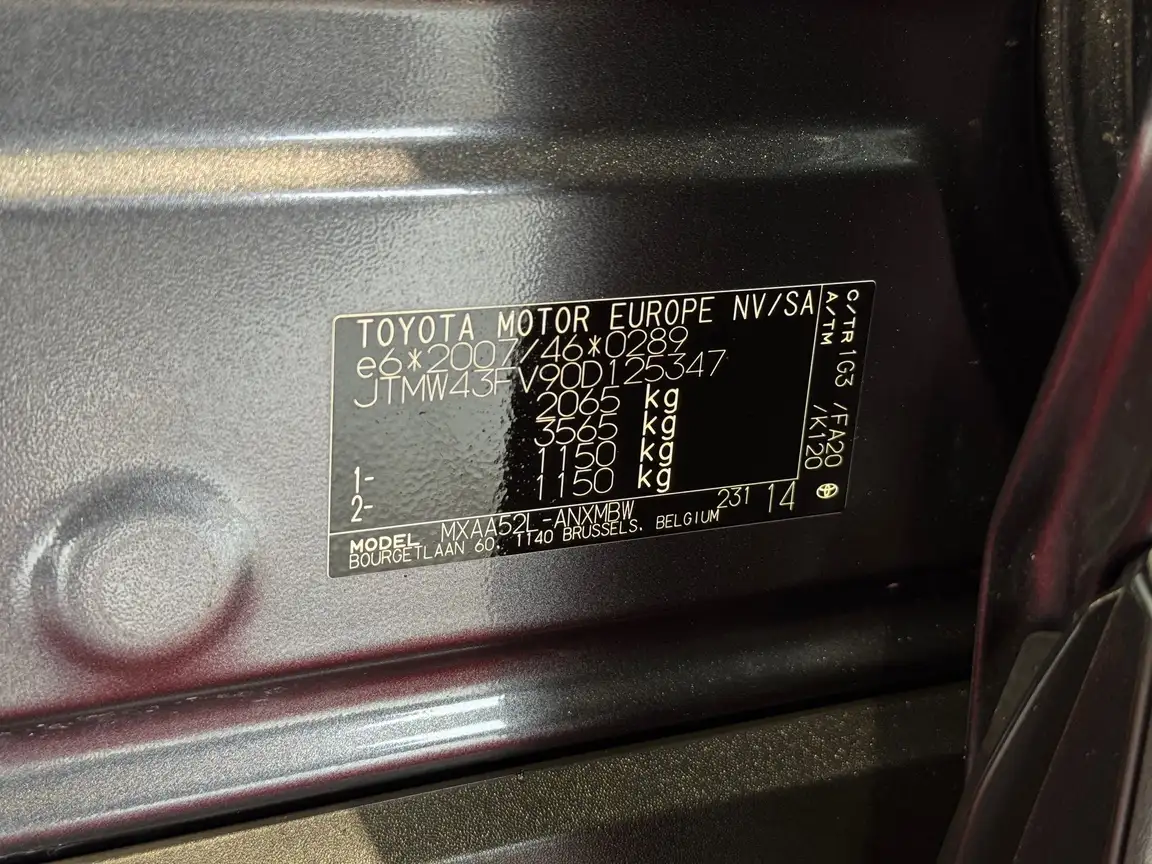 TOYOTA MOTOR EUROPE NV/SA
e6*2007/46*0289
JTMW43FV90D125347
2065 kg
3565 kg
1- 1150 kg
2- 1150 kg
MODEL MXAA52L-ANXMBW 231 14
BOURGETLAAN 60, 1140 BRUSSELS, BELGIUM
C/TR 1G3 /FA20
A/TM /K120